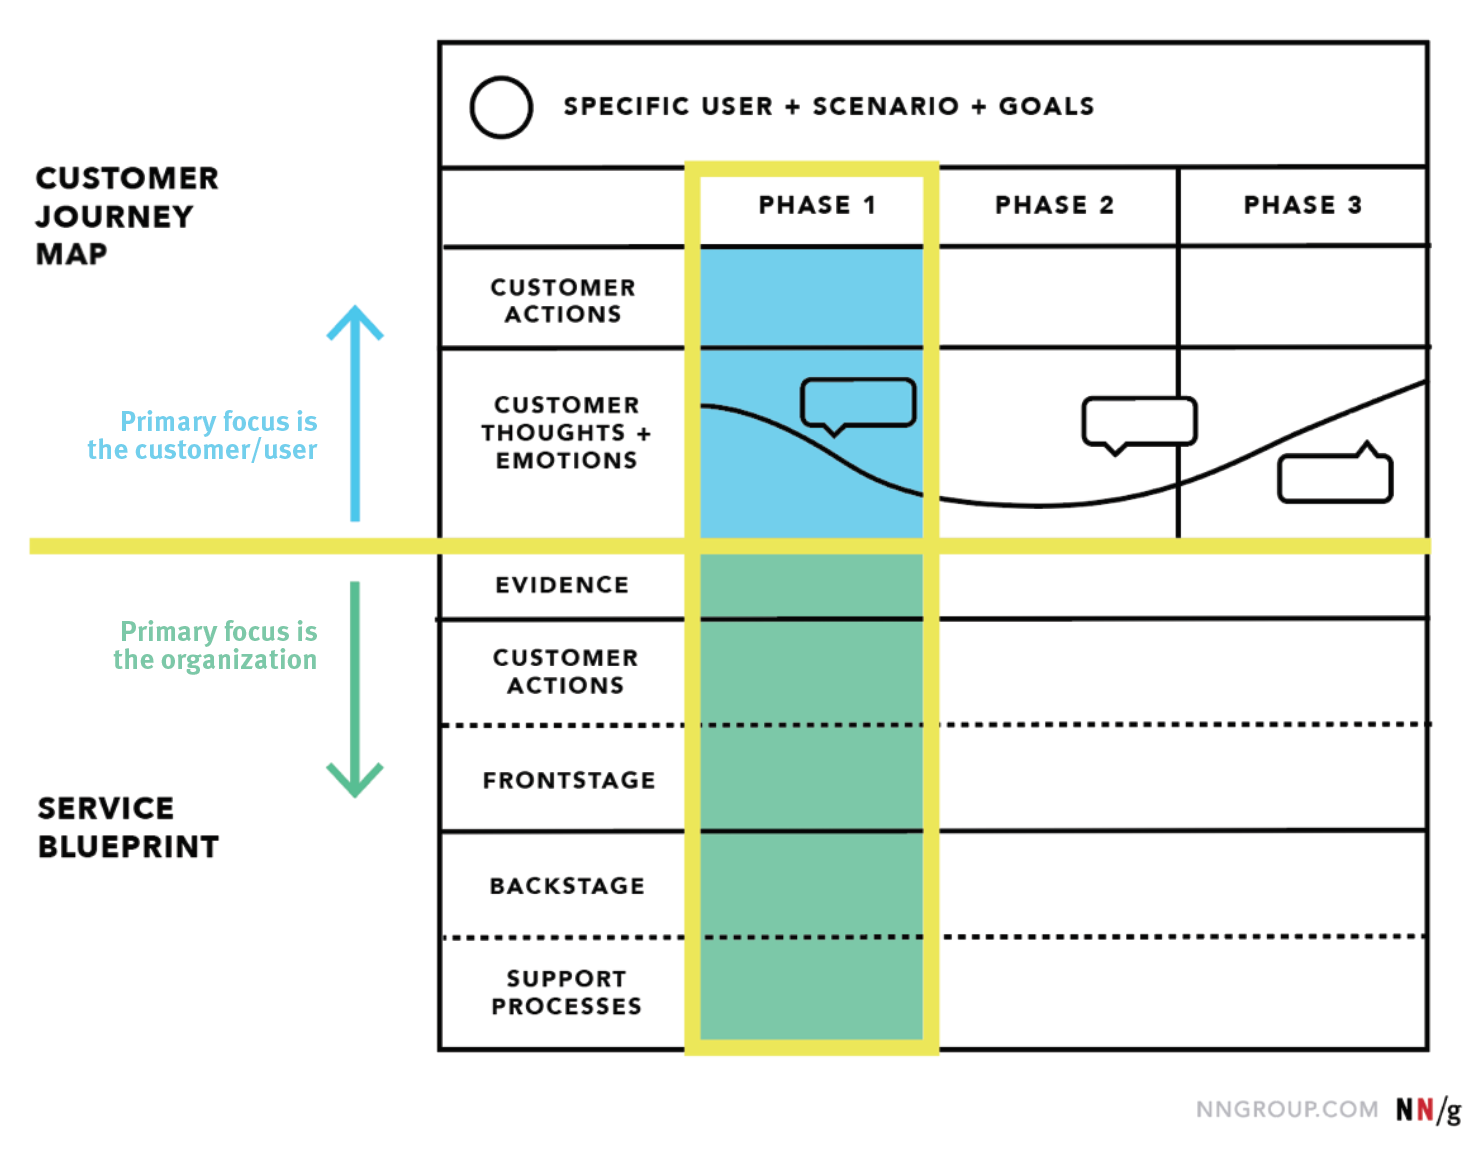 SPECIFIC USER + SCENARIO + GOALS
CUSTOMER
JOURNEY
MAP
PHASE 1
PHASE 2
PHASE 3
CUSTOMER
ACTIONS
Primary focus is
the customer/user
CUSTOMER
THOUGHTS +
EMOTIONS
EVIDENCE
Primary focus is
the organization
CUSTOMER
ACTIONS
FRONTSTAGE
SERVICE
BLUEPRINT
BACKSTAGE
SUPPORT
PROCESSES
NNGROUP.COM NN/g